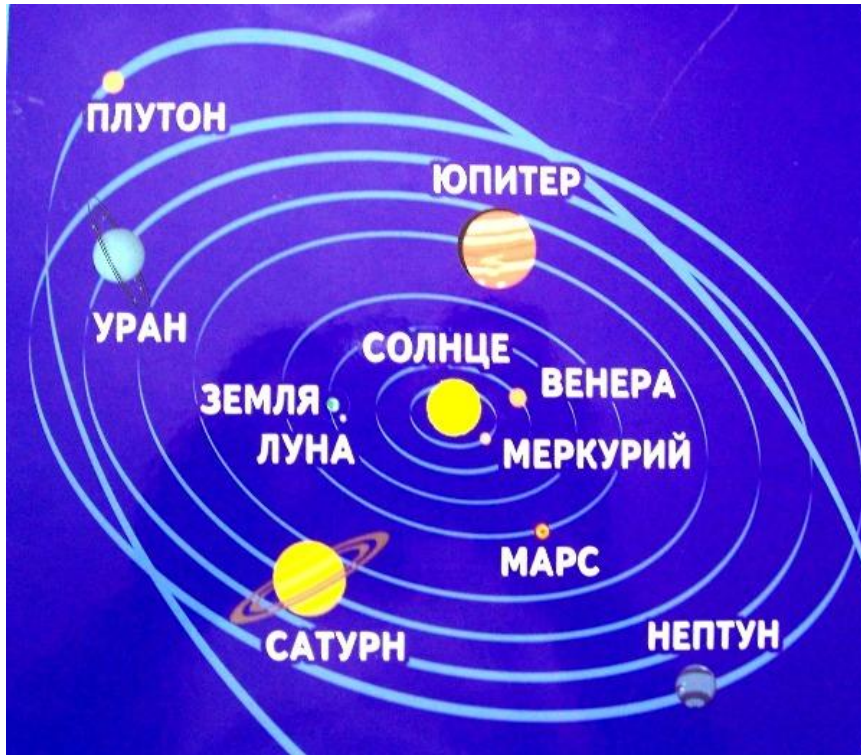 ПЛУТОН
ЮПИТЕР
УРАН
СОЛНЦЕ
ВЕНЕРА
ЗЕМЛЯ
ЛУНА
МЕРКУРИЙ
МАРС
САТУРН
НЕПТУН